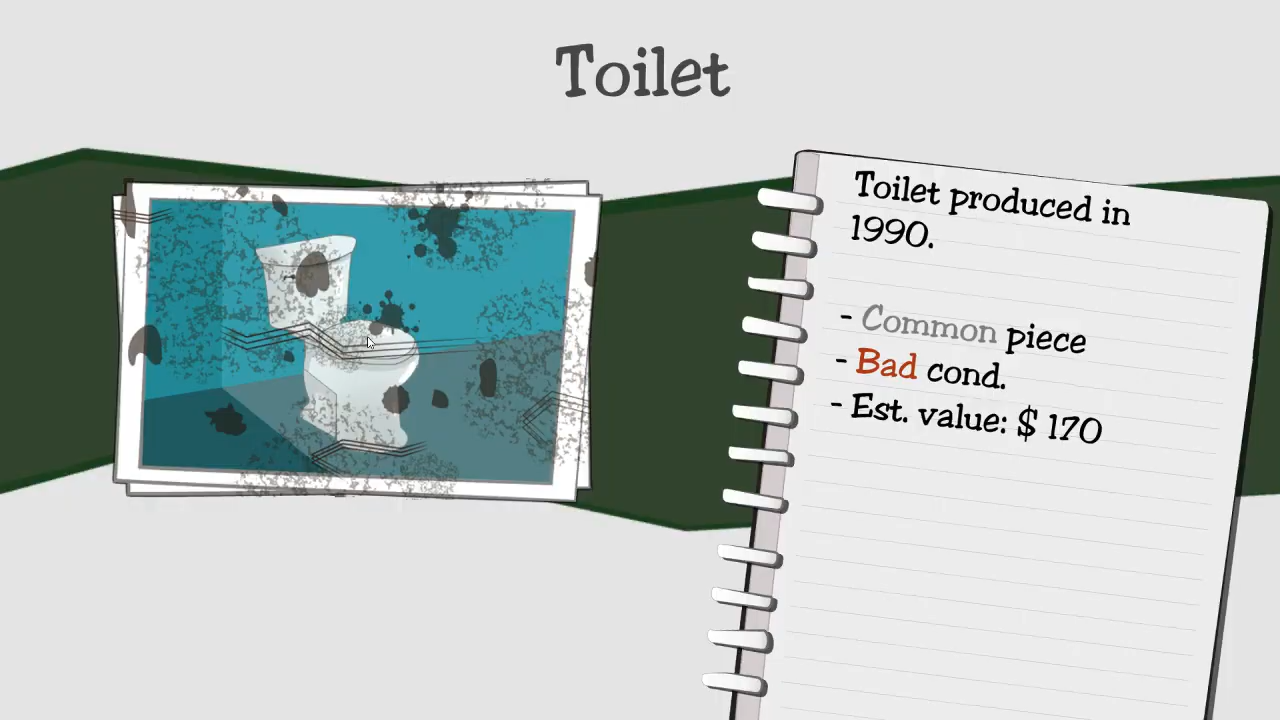 Toilet
Toilet produced in
1990.
- Common piece
- Bad cond.
- Est. value: $ 170